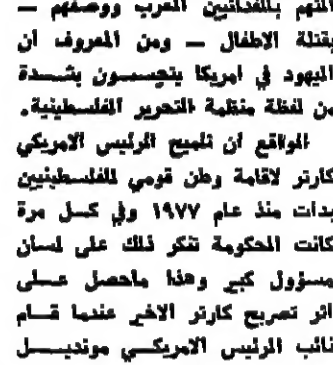 اتهم بالفدائيين العرب ووصفهم —
بقتلة الاطفال — ومن المعروف ان
اليهود في امريكا يتحسسون بشدة
من لفظة منظمة التحرير الفلسطينية.
الواقع ان تلميح الرئيس الامريكي
كارتر لاقامة وطن قومي للفلسطينيين
بدات منذ عام ١٩٧٧ وفي كل مرة
كانت الحكومة تنكر ذلك على لسان
مسؤول كبير وهذا ماحصل على
اثر تصريح كارتر الاخير عندما قام
نائب الرئيس الامريكي مونديل